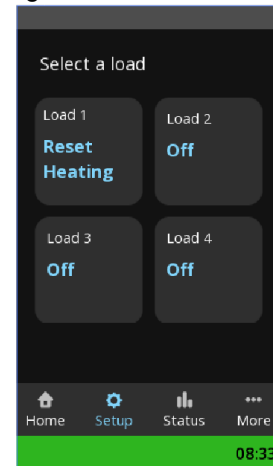 Select a load
Load 1
Reset
Heating
Load 2
Off
Load 3
Off
Load 4
Off
Home Setup Status More
08:33